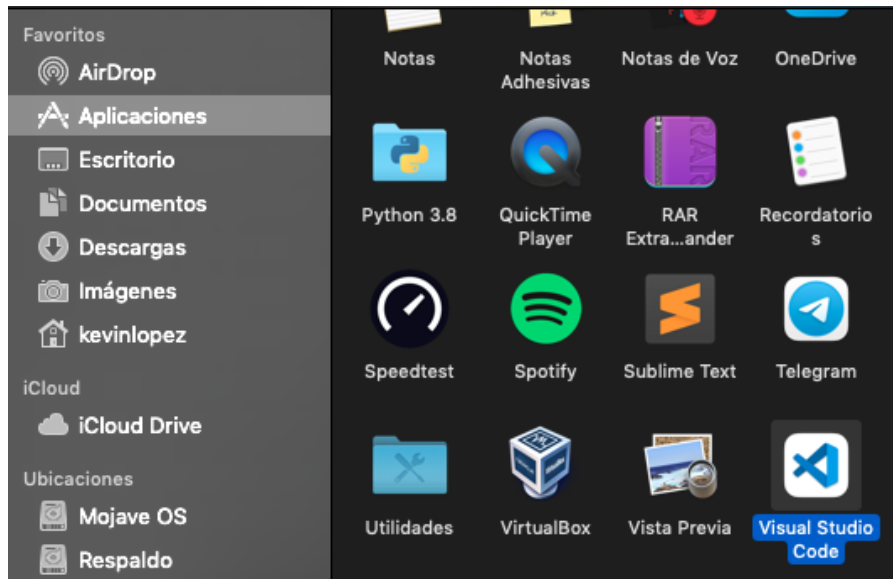 Favoritos
AirDrop
Aplicaciones
Escritorio
Documentos
Descargas
Imágenes
kevinlopez
iCloud
iCloud Drive
Ubicaciones
Mojave OS
Respaldo
Notas
Notas
Adhesivas
Notas de Voz
OneDrive
Python 3.8
QuickTime
Player
RAR
RAR
Extra...ander
Recordatorio
s
Speedtest
Spotify
Sublime Text
Telegram
Utilidades
VirtualBox
Vista Previa
Visual Studio
Code